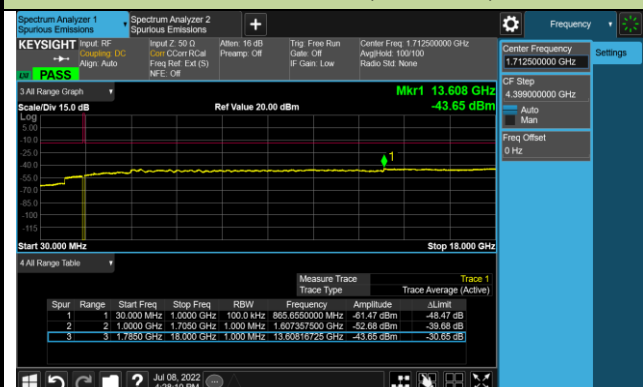 Spectrum Analyzer 1
Spurious Emissions
Spectrum Analyzer 2
Spurious Emissions
+
Frequency
KEYSIGHT
Input: RF
Coupling: DC
Align: Auto
Input Z: 50 Ω
Corr CCorr RCal
Freq Ref: Ext (S)
NFE: Off
Atten: 16 dB
Preamp: Off
Trig: Free Run
Gate: Off
IF Gain: Low
Center Freq: 1.712500000 GHz
Avg|Hold: 100/100
Radio Std: None
PASS
Center Frequency
1.712500000 GHz
Settings
CF Step
4.399000000 GHz
Auto
Man
Freq Offset
0 Hz
3 All Range Graph
Mkr1 13.608 GHz
Scale/Div 15.0 dB
Ref Value 20.00 dBm
-43.65 dBm
Log
5.00
-10.0
-25.0
-40.0
-55.0
-70.0
-85.0
-100
-115
1
Start 30.000 MHz
Stop 18.000 GHz
4 All Range Table
Measure Trace Trace 1
Trace Type Trace Average (Active)
Spur Range Start Freq Stop Freq RBW Frequency Amplitude ΔLimit
1 1 30.000 MHz 1.0000 GHz 100.0 kHz 865.6550000 MHz -61.47 dBm -48.47 dB
2 2 1.0000 GHz 1.7050 GHz 1.000 MHz 1.607357500 GHz -52.68 dBm -39.68 dB
3 3 1.7850 GHz 18.000 GHz 1.000 MHz 13.60816725 GHz -43.65 dBm -30.65 dB
Jul 08, 2022
4:28:10 PM